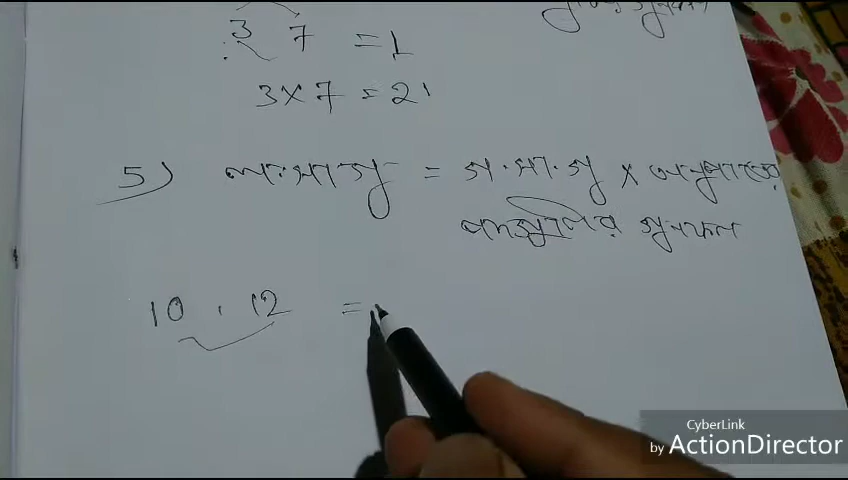 3 7 = 1
3 x 7 = 21
5) ল.সা.গু = গ.সা.গু x অনুপাতের
গুণফল
10 , 12 =
CyberLink
by ActionDirector